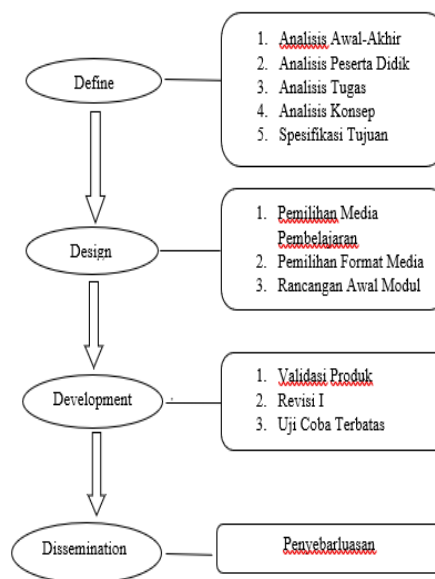 Define
1. Analisis Awal-Akhir
2. Analisis Peserta Didik
3. Analisis Tugas
4. Analisis Konsep
5. Spesifikasi Tujuan
Design
1. Pemilihan Media
Pembelajaran
2. Pemilihan Format Media
3. Rancangan Awal Modul
Development
1. Validasi Produk
2. Revisi I
3. Uji Coba Terbatas
Dissemination
Penyebarluasan